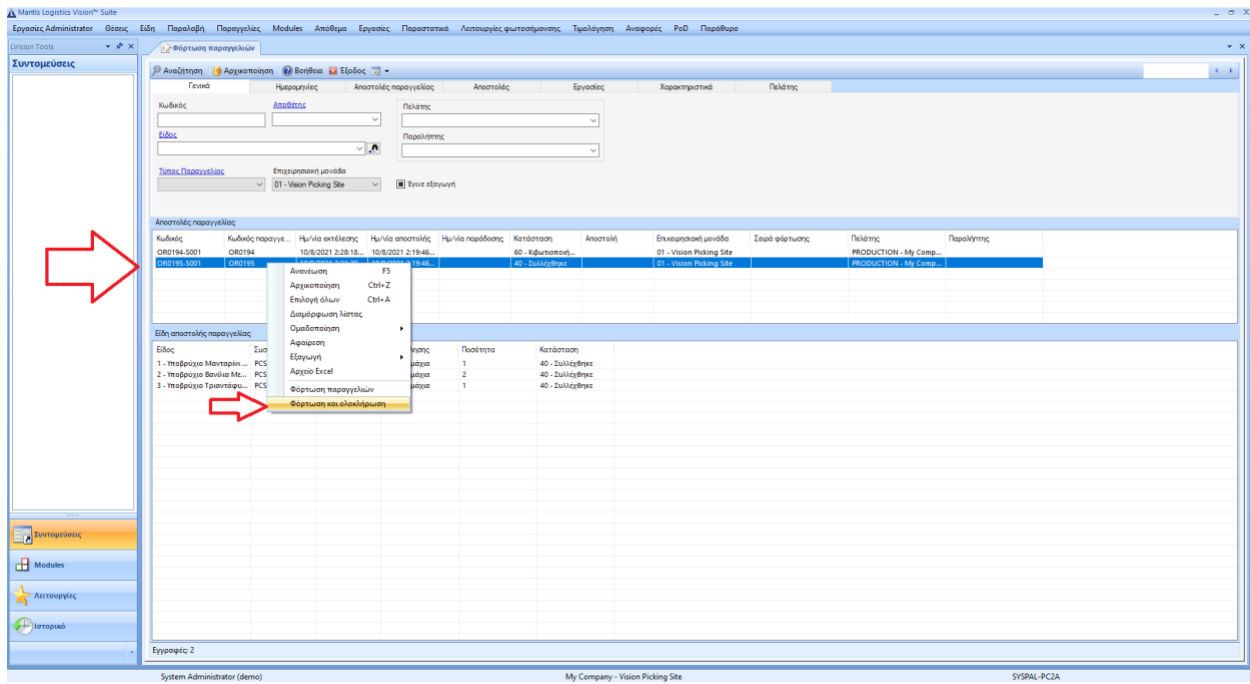 Mantis Logistics Vision™ Suite
Εργασίες Administrator Θέσεις Είδη Παραλαβή Παραγγελίες Modules Απόθεμα Εργασίες Παραστατικά Λειτουργίες φωτοσήμανσης Τιμολόγηση Αναφορές PoD Παράθυρο
LVision Tools
Φόρτωση παραγγελιών
Συντομεύσεις
Αναζήτηση Αρχικοποίηση Βοήθεια Έξοδος
Γενικά Ημερομηνίες Αποστολές παραγγελίας Αποστολές Εργασίες Χαρακτηριστικά Πελάτης
Κωδικός Αποθέτης Πελάτης
Είδος Παραλήπτης
Τύπος Παραγγελίας Επιχειρησιακή μονάδα
01 - Vision Picking Site Έγινε εξαγωγή
Αποστολές παραγγελίας
Κωδικός Κωδικός παραγγε... Ημ/νία εκτέλεσης Ημ/νία αποστολής Ημ/νία παράδοσης Κατάσταση Αποστολή Επιχειρησιακή μονάδα Σειρά φόρτωσης Πελάτης Παραλήπτης
OR0194-S001 OR0194 10/8/2021 2:28:18... 10/8/2021 2:19:46... 60 - Κιβωτιοποιή... 01 - Vision Picking Site PRODUCTION - My Comp...
OR0195-S001 OR0195 40 - Συλλέχθηκε 01 - Vision Picking Site PRODUCTION - My Comp...
Ανανέωση F5
Αρχικοποίηση Ctrl+Z
Επιλογή όλων Ctrl+A
Διαμόρφωση λίστας
Ομαδοποίηση
Αφαίρεση
Εξαγωγή
Αρχείο Excel
Φόρτωση παραγγελιών
Φόρτωση και ολοκλήρωση
Είδη αποστολής παραγγελίας
Είδος Συσ Ποσότητα Κατάσταση
1 - Υποβρύχιο Μανταρίνι ... PCS 1 40 - Συλλέχθηκε
2 - Υποβρύχιο Βανίλια Με... PCS 2 40 - Συλλέχθηκε
3 - Υποβρύχιο Τριαντάφυ... PCS 1 40 - Συλλέχθηκε
Συντομεύσεις
Modules
Λειτουργίες
Ιστορικό
Εγγραφές: 2
System Administrator (demo) My Company - Vision Picking Site SYSPAL-PC2A